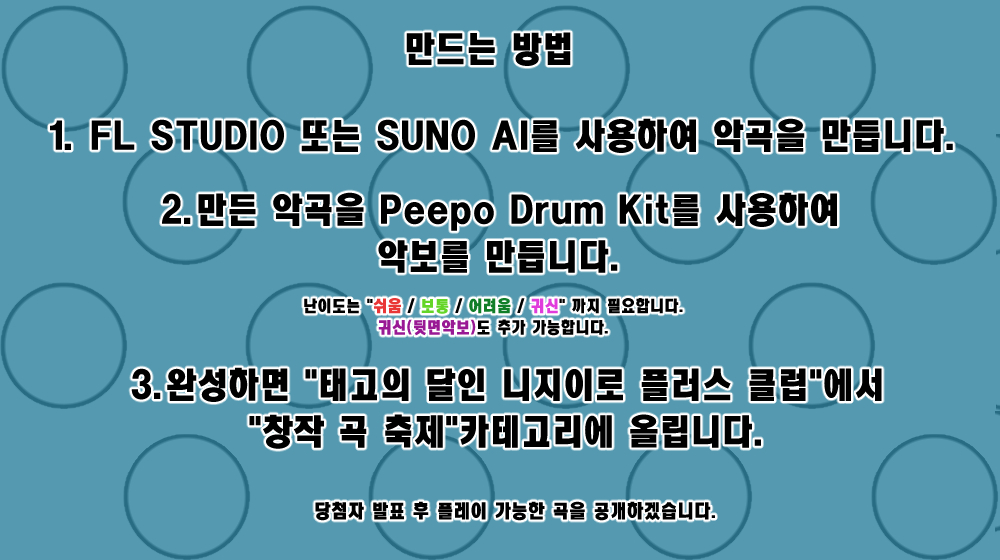 만드는 방법
1. FL STUDIO 또는 SUNO AI를 사용하여 악곡을 만듭니다.
2.만든 악곡을 Peepo Drum Kit를 사용하여
악보를 만듭니다.
난이도는 "쉬움 / 보통 / 어려움 / 귀신" 까지 필요합니다.
귀신(뒷면악보)도 추가 가능합니다.
3.완성하면 "태고의 달인 니지이로 플러스 클럽"에서
"창작 곡 축제"카테고리에 올립니다.
당첨자 발표 후 플레이 가능한 곡을 공개하겠습니다.